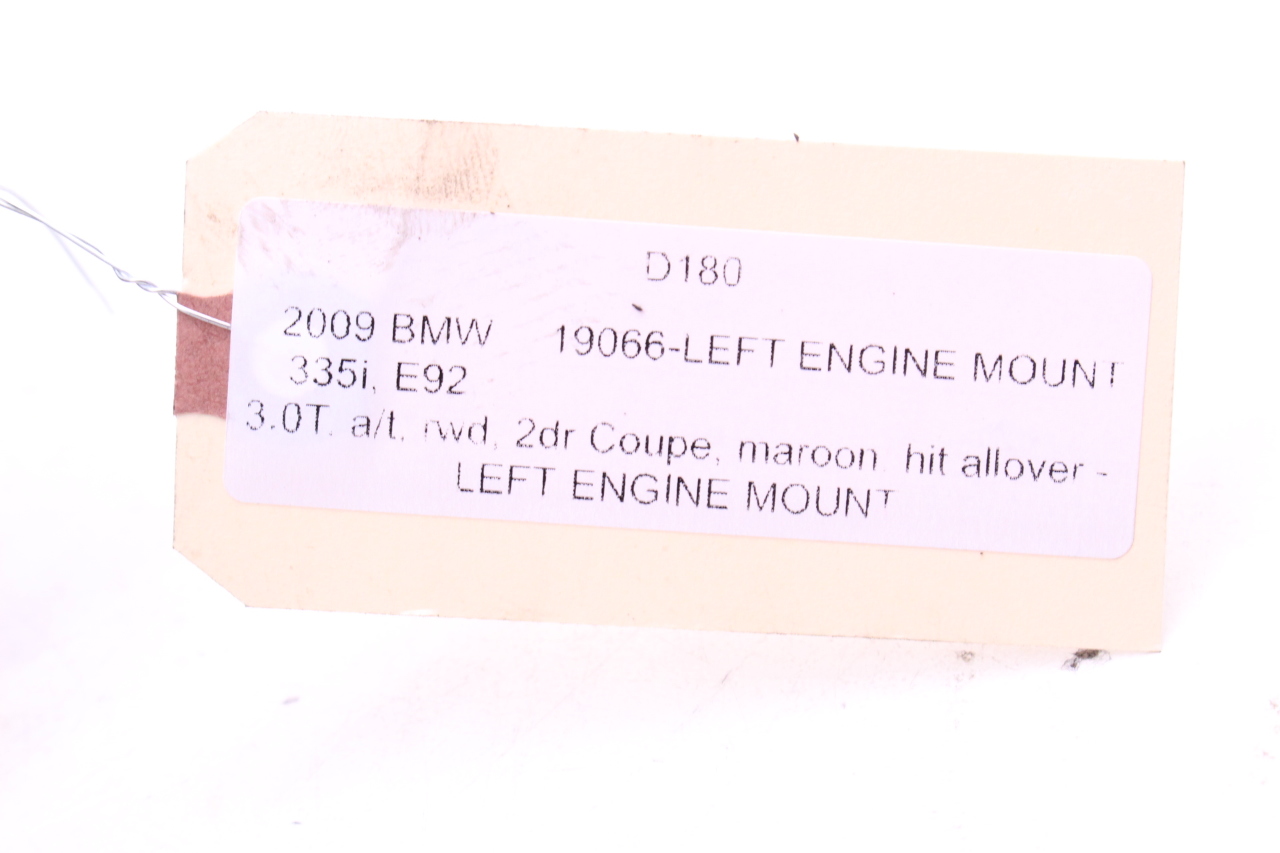 D180
2009 BMW 19066-LEFT ENGINE MOUNT
335i, E92
3.0T. a/t, rwd, 2dr Coupe, maroon, hit allover -
LEFT ENGINE MOUNT